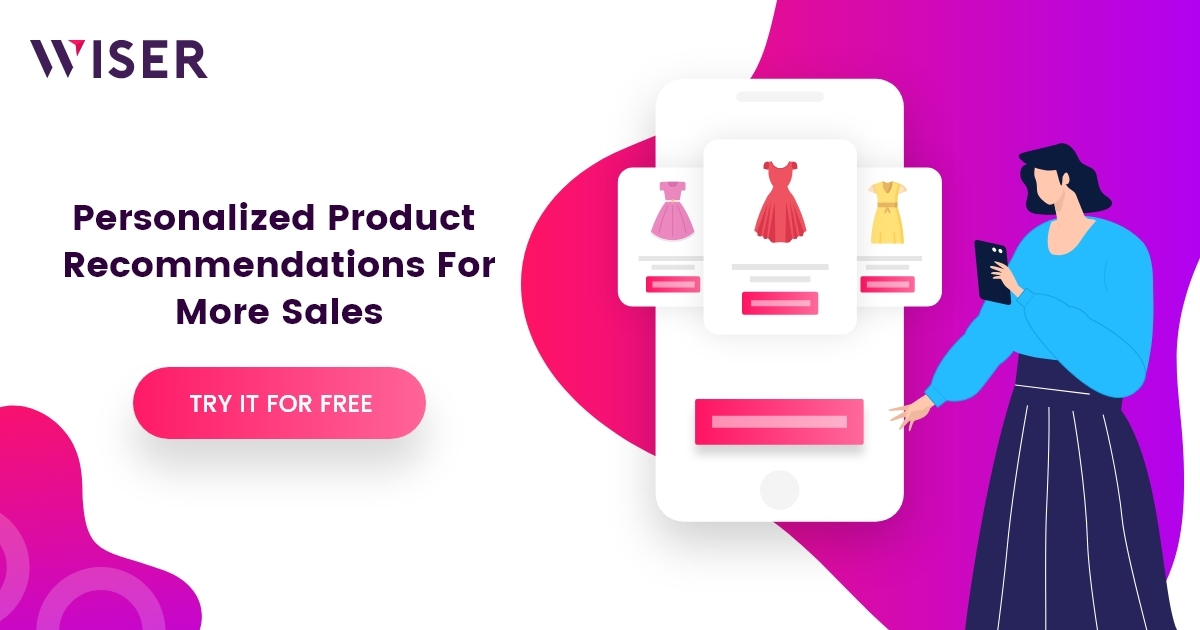 WISER
Personalized Product
Recommendations For
More Sales
TRY IT FOR FREE